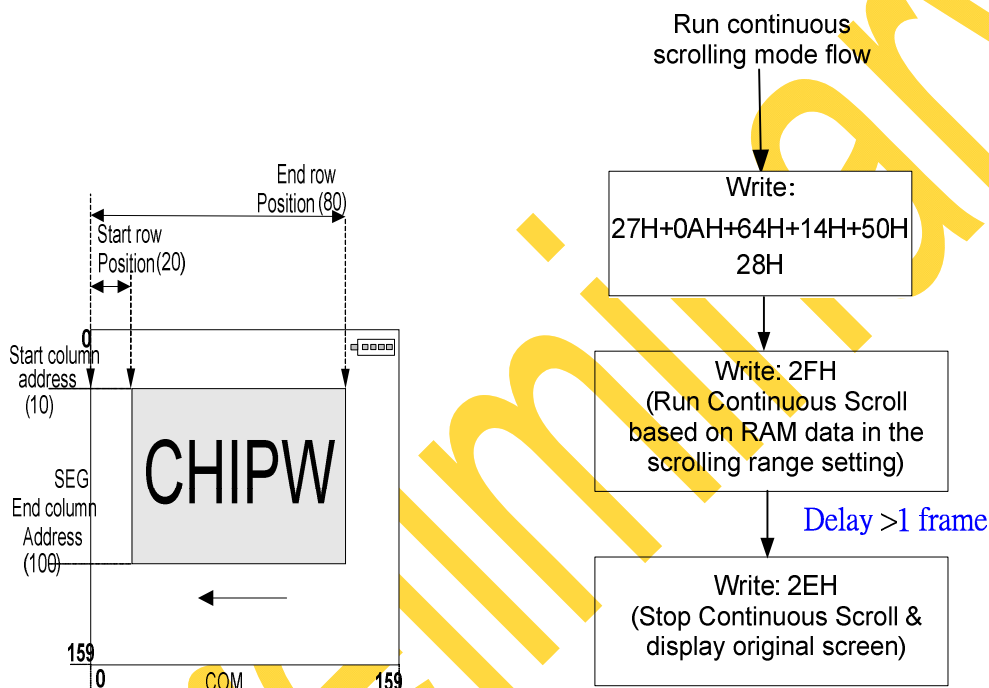 Run continuous
scrolling mode flow
End row
Position (80)
Start row
Position (20)
0
Start column
address
(10)
CHIPW
SEG
End column
Address
(100)
159
0
COM
159
Write:
27H+0AH+64H+14H+50H
28H
Write: 2FH
(Run Continuous Scroll
based on RAM data in the
scrolling range setting)
Delay >1 frame
Write: 2EH
(Stop Continuous Scroll &
display original screen)